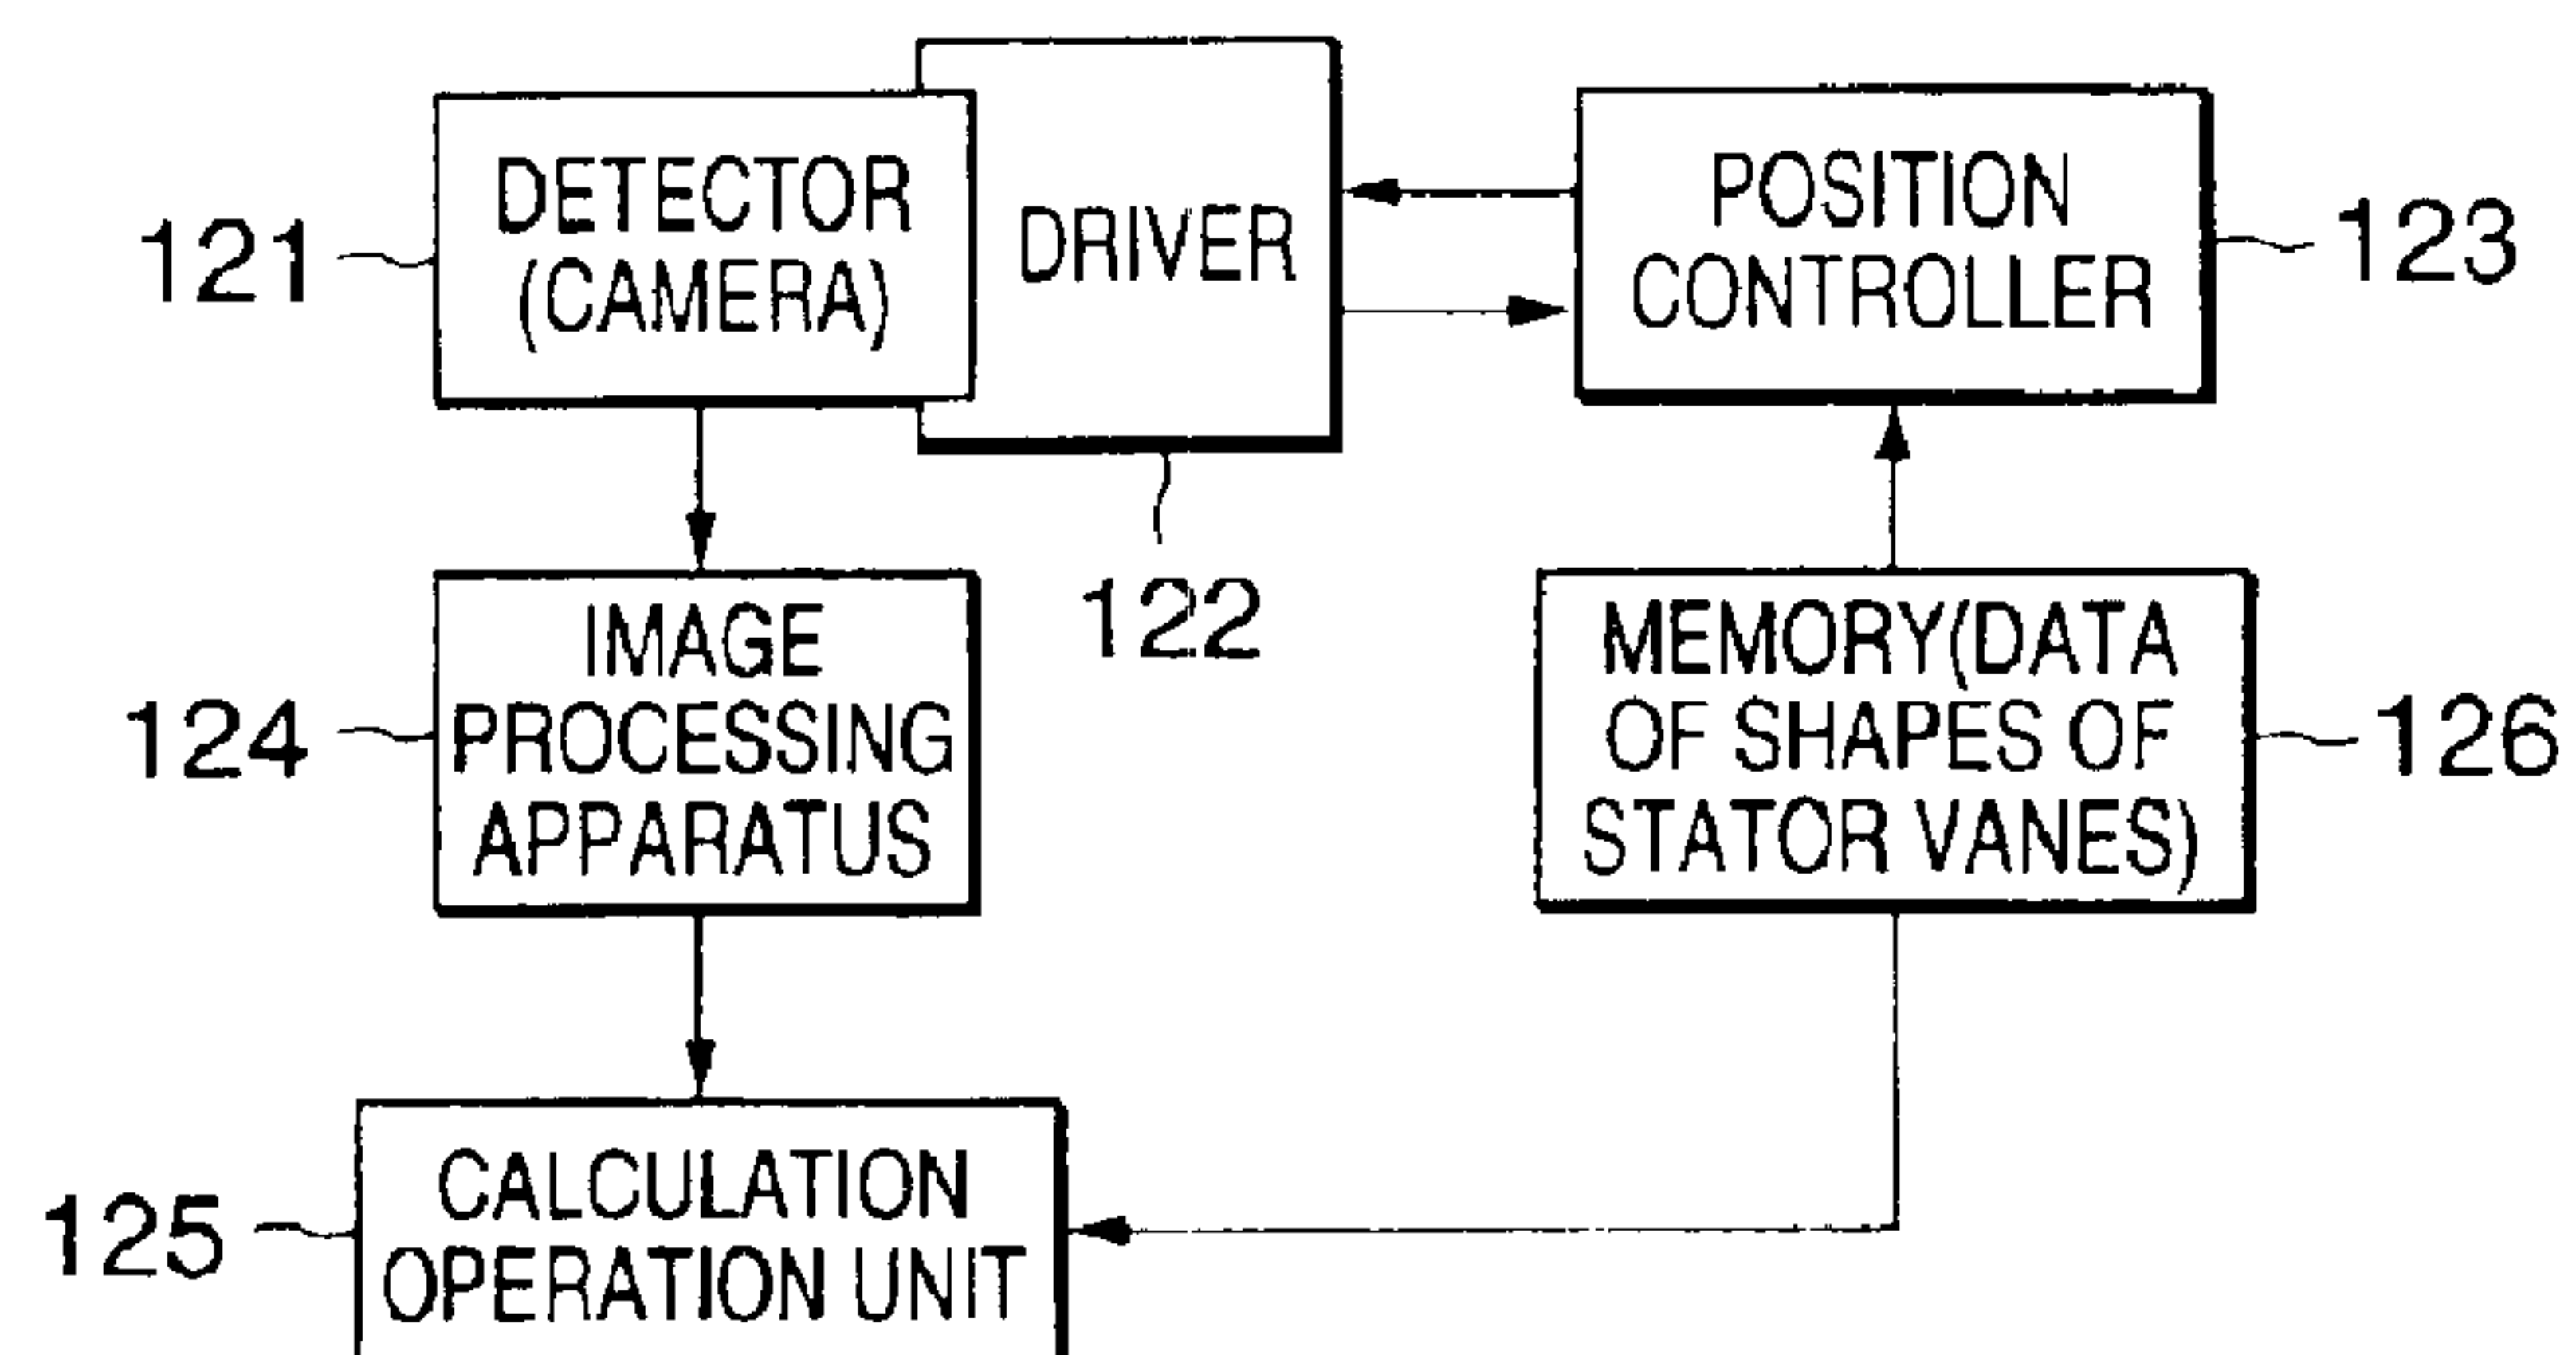 DETECTOR
(CAMERA)
121
DRIVER
122
POSITION
CONTROLLER
123
IMAGE
PROCESSING
APPARATUS
124
MEMORY(DATA
OF SHAPES OF
STATOR VANES)
126
CALCULATION
OPERATION UNIT
125